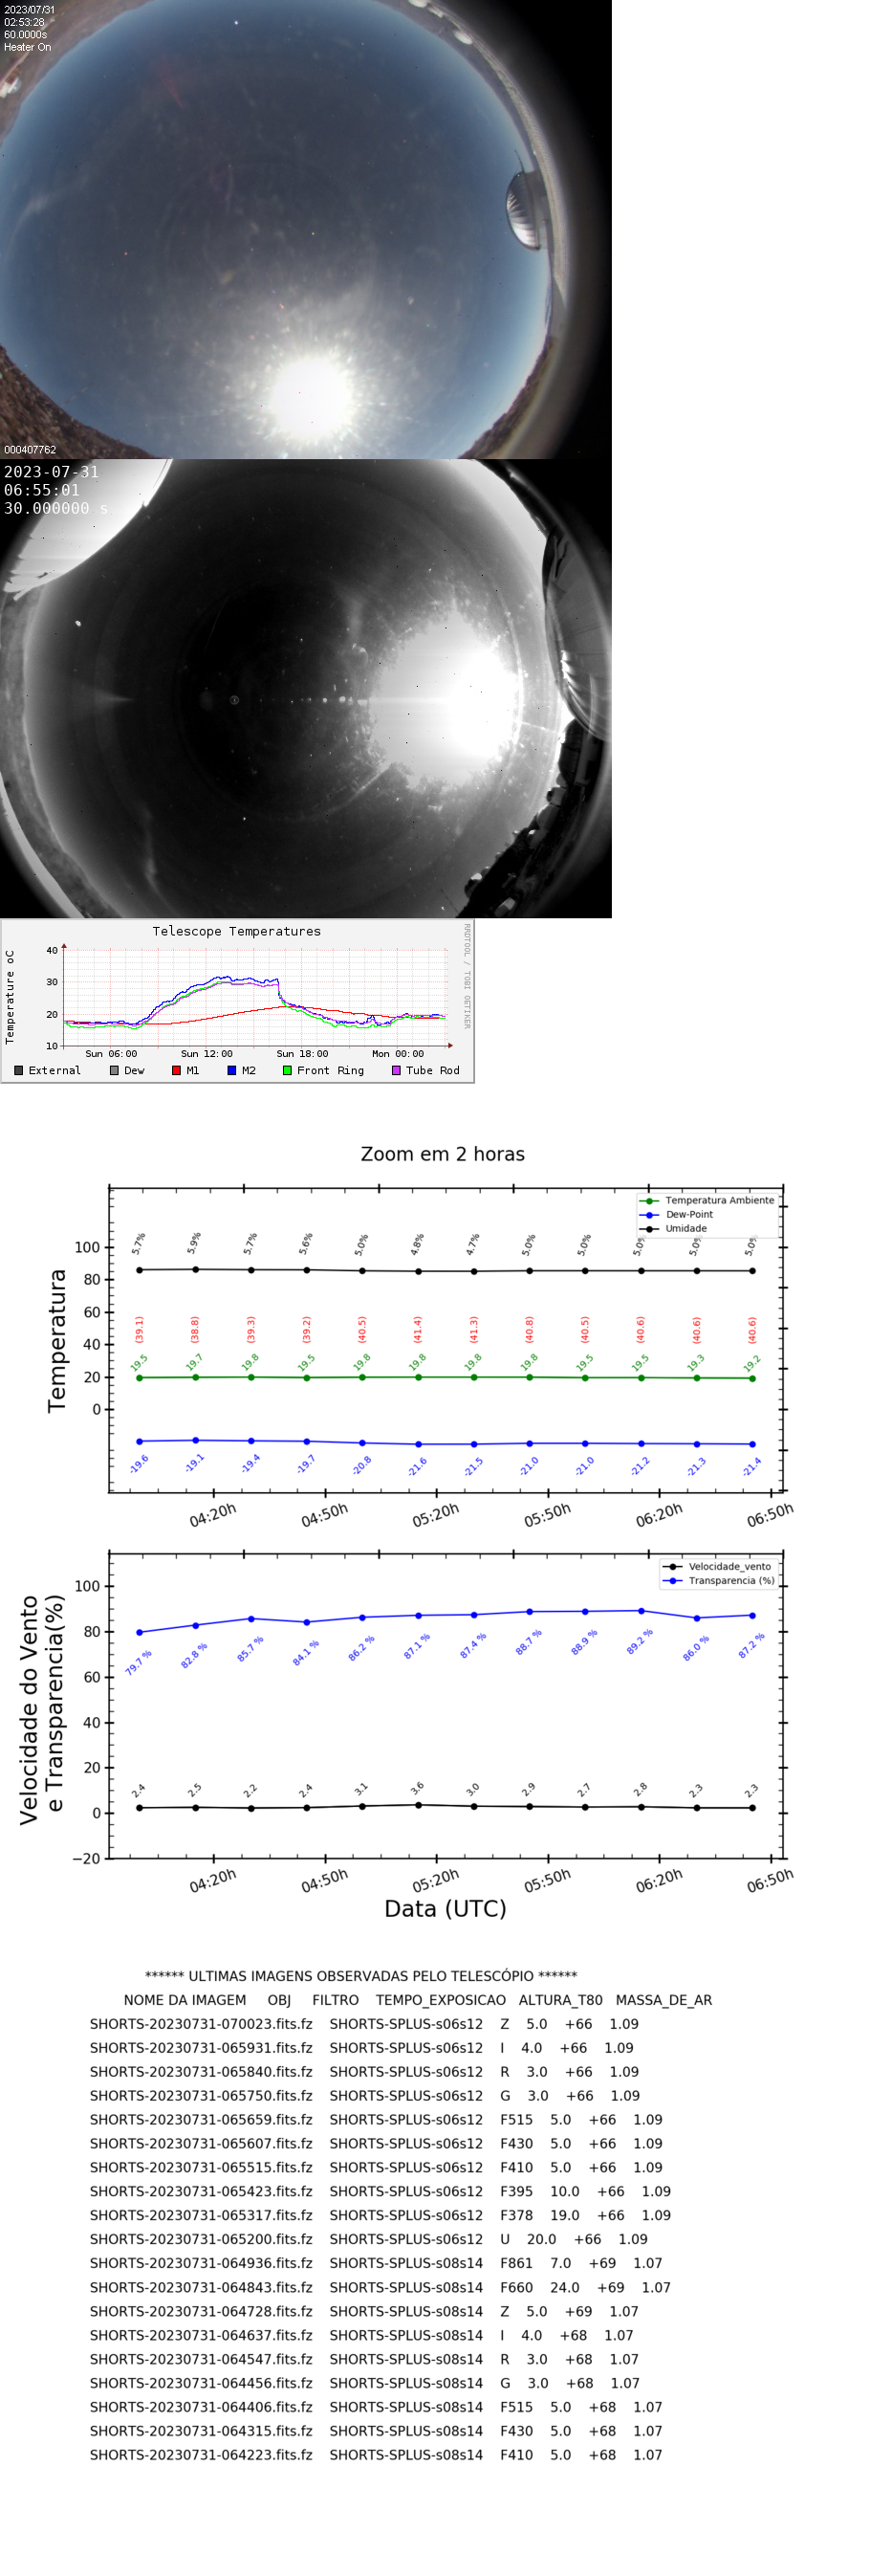 2023/07/31
02:53:28
60.0000s
Heater On
000407762
2023-07-31
06:55:01
30.000000 s
Telescope Temperatures
RRDTOOL / TOBI OETIKER
Temperature oC
40
30
20
10
Sun 06:00 Sun 12:00 Sun 18:00 Mon 00:00
External Dew M1 M2 Front Ring Tube Rod
Zoom em 2 horas
Temperatura Ambiente
Dew-Point
Umidade
Temperatura
100
80
60
40
20
0
5.7% 5.9% 5.7% 5.6% 5.0% 4.8% 4.7% 5.0% 5.0% 5.0% 5.0% 5.0%
(39.1) (38.8) (39.3) (39.2) (40.5) (41.4) (41.3) (40.8) (40.5) (40.6) (40.6) (40.6)
19.5 19.7 19.8 19.5 19.8 19.8 19.8 19.8 19.5 19.5 19.3 19.2
-19.6 -19.1 -19.4 -19.7 -20.8 -21.6 -21.5 -21.0 -21.0 -21.2 -21.3 -21.4
04:20h 04:50h 05:20h 05:50h 06:20h 06:50h
Velocidade_vento
Transparencia (%)
Velocidade do Vento
e Transparencia(%)
100
80
60
40
20
0
−20
79.7 % 82.8 % 85.7 % 84.1 % 86.2 % 87.1 % 87.4 % 88.7 % 88.9 % 89.2 % 86.0 % 87.2 %
2.4 2.5 2.2 2.4 3.1 3.6 3.0 2.9 2.7 2.8 2.3 2.3
04:20h 04:50h 05:20h 05:50h 06:20h 06:50h
Data (UTC)
****** ULTIMAS IMAGENS OBSERVADAS PELO TELESCÓPIO ******
NOME DA IMAGEM OBJ FILTRO TEMPO_EXPOSICAO ALTURA_T80 MASSA_DE_AR
SHORTS-20230731-070023.fits.fz SHORTS-SPLUS-s06s12 Z 5.0 +66 1.09
SHORTS-20230731-065931.fits.fz SHORTS-SPLUS-s06s12 I 4.0 +66 1.09
SHORTS-20230731-065840.fits.fz SHORTS-SPLUS-s06s12 R 3.0 +66 1.09
SHORTS-20230731-065750.fits.fz SHORTS-SPLUS-s06s12 G 3.0 +66 1.09
SHORTS-20230731-065659.fits.fz SHORTS-SPLUS-s06s12 F515 5.0 +66 1.09
SHORTS-20230731-065607.fits.fz SHORTS-SPLUS-s06s12 F430 5.0 +66 1.09
SHORTS-20230731-065515.fits.fz SHORTS-SPLUS-s06s12 F410 5.0 +66 1.09
SHORTS-20230731-065423.fits.fz SHORTS-SPLUS-s06s12 F395 10.0 +66 1.09
SHORTS-20230731-065317.fits.fz SHORTS-SPLUS-s06s12 F378 19.0 +66 1.09
SHORTS-20230731-065200.fits.fz SHORTS-SPLUS-s06s12 U 20.0 +66 1.09
SHORTS-20230731-064936.fits.fz SHORTS-SPLUS-s08s14 F861 7.0 +69 1.07
SHORTS-20230731-064843.fits.fz SHORTS-SPLUS-s08s14 F660 24.0 +69 1.07
SHORTS-20230731-064728.fits.fz SHORTS-SPLUS-s08s14 Z 5.0 +69 1.07
SHORTS-20230731-064637.fits.fz SHORTS-SPLUS-s08s14 I 4.0 +68 1.07
SHORTS-20230731-064547.fits.fz SHORTS-SPLUS-s08s14 R 3.0 +68 1.07
SHORTS-20230731-064456.fits.fz SHORTS-SPLUS-s08s14 G 3.0 +68 1.07
SHORTS-20230731-064406.fits.fz SHORTS-SPLUS-s08s14 F515 5.0 +68 1.07
SHORTS-20230731-064315.fits.fz SHORTS-SPLUS-s08s14 F430 5.0 +68 1.07
SHORTS-20230731-064223.fits.fz SHORTS-SPLUS-s08s14 F410 5.0 +68 1.07